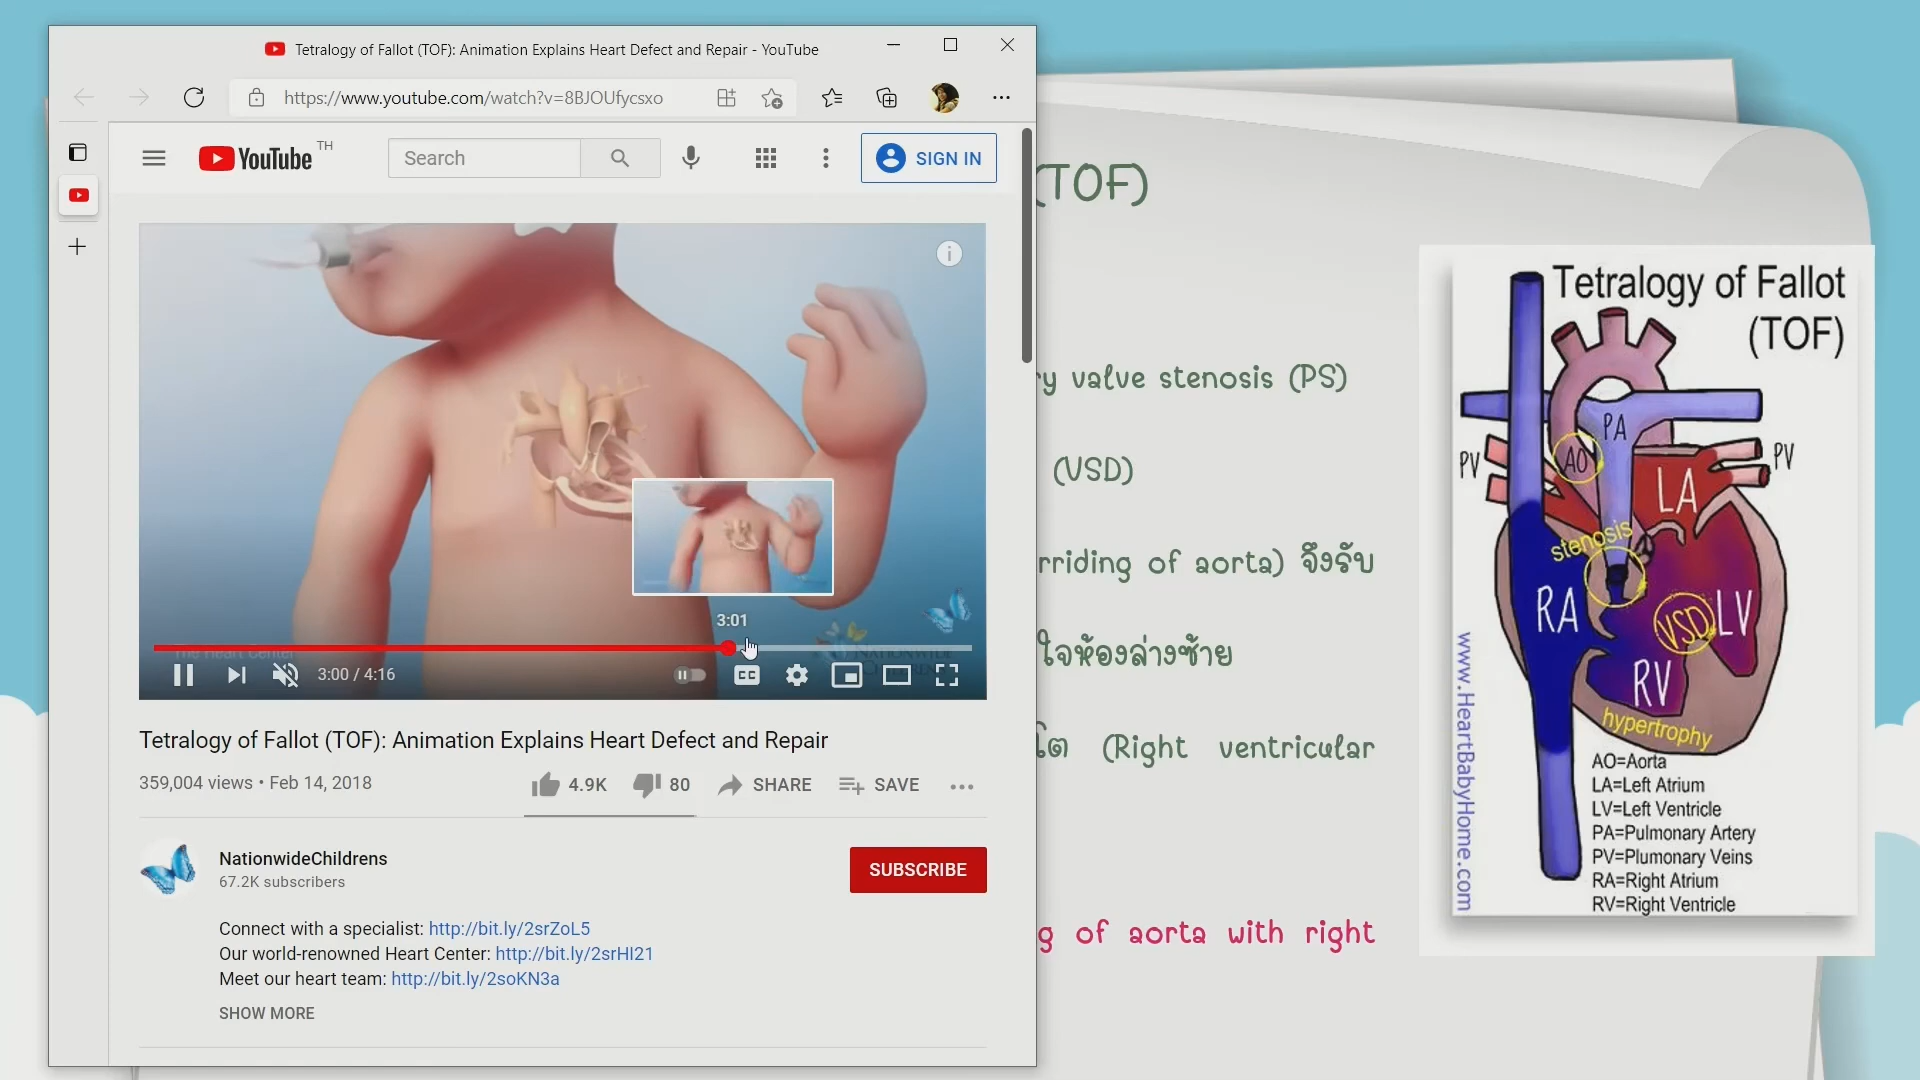 Tetralogy of Fallot (TOF): Animation Explains Heart Defect and Repair - YouTube
https://www.youtube.com/watch?v=8BJOUfycsxo
YouTube TH
Search
SIGN IN
3:01
3:00 / 4:16
CC
Tetralogy of Fallot (TOF): Animation Explains Heart Defect and Repair
359,004 views • Feb 14, 2018
4.9K
80
SHARE
SAVE
NationwideChildrens
67.2K subscribers
SUBSCRIBE
Connect with a specialist: http://bit.ly/2srZoL5
Our world-renowned Heart Center: http://bit.ly/2srHI21
Meet our heart team: http://bit.ly/2soKN3a
SHOW MORE
(TOF)
ry valve stenosis (PS)
(VSD)
rriding of aorta) จึงรับ
ใจห้องล่างซ้าย
โต (Right ventricular
g of aorta with right
Tetralogy of Fallot
(TOF)
PA
AO
PV
PV
LA
stenosis
RA
VSD
LV
RV
hypertrophy
www.HeartBabyHome.com
AO=Aorta
LA=Left Atrium
LV=Left Ventricle
PA=Pulmonary Artery
PV=Plumonary Veins
RA=Right Atrium
RV=Right Ventricle